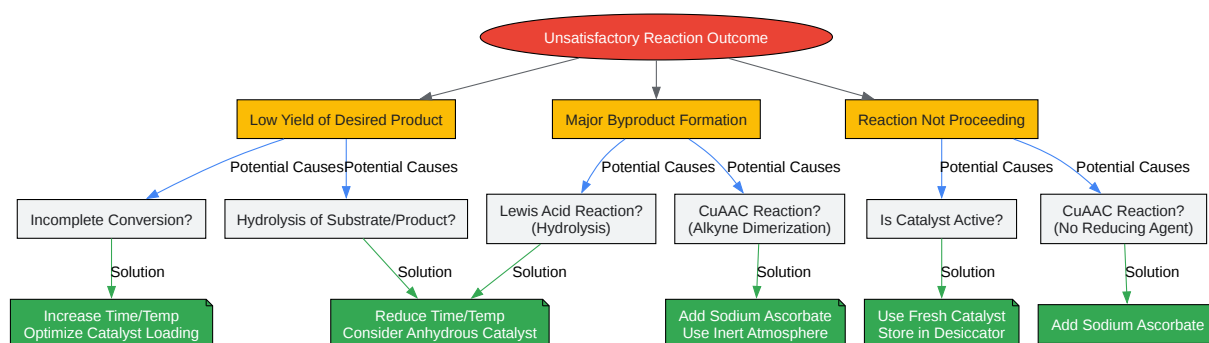 Unsatisfactory Reaction Outcome
Low Yield of Desired Product
Major Byproduct Formation
Reaction Not Proceeding
Potential Causes
Potential Causes
Potential Causes
Potential Causes
Potential Causes
Potential Causes
Incomplete Conversion?
Hydrolysis of Substrate/Product?
Lewis Acid Reaction?
(Hydrolysis)
CuAAC Reaction?
(Alkyne Dimerization)
Is Catalyst Active?
CuAAC Reaction?
(No Reducing Agent)
Solution
Solution
Solution
Solution
Solution
Solution
Increase Time/Temp
Optimize Catalyst Loading
Reduce Time/Temp
Consider Anhydrous Catalyst
Add Sodium Ascorbate
Use Inert Atmosphere
Use Fresh Catalyst
Store in Desiccator
Add Sodium Ascorbate